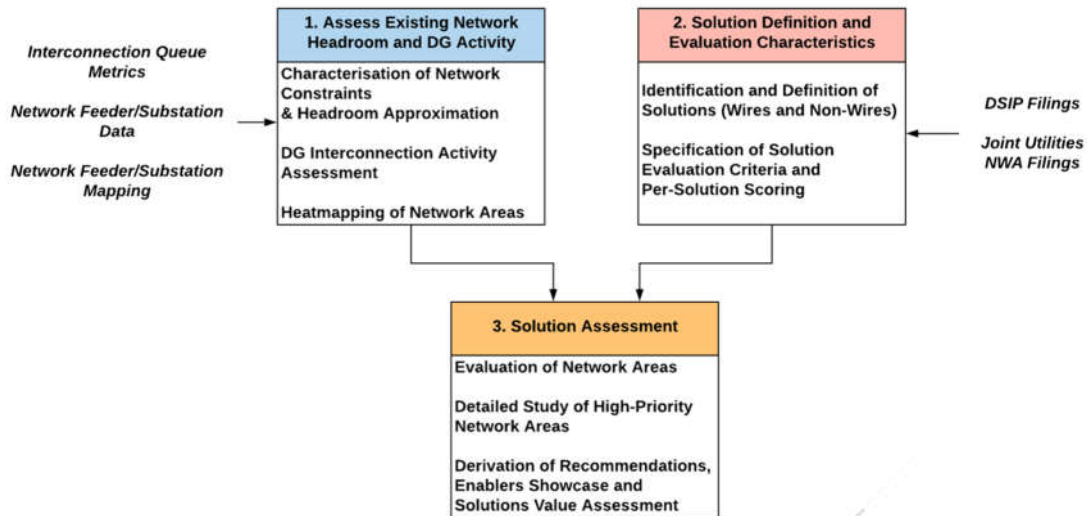 Interconnection Queue
Metrics
Network Feeder/Substation
Data
Network Feeder/Substation
Mapping
1. Assess Existing Network
Headroom and DG Activity
Characterisation of Network
Constraints
& Headroom Approximation
DG Interconnection Activity
Assessment
Heatmapping of Network Areas
2. Solution Definition and
Evaluation Characteristics
Identification and Definition of
Solutions (Wires and Non-Wires)
Specification of Solution
Evaluation Criteria and
Per-Solution Scoring
DSIP Filings
Joint Utilities
NWA Filings
3. Solution Assessment
Evaluation of Network Areas
Detailed Study of High-Priority
Network Areas
Derivation of Recommendations,
Enablers Showcase and
Solutions Value Assessment